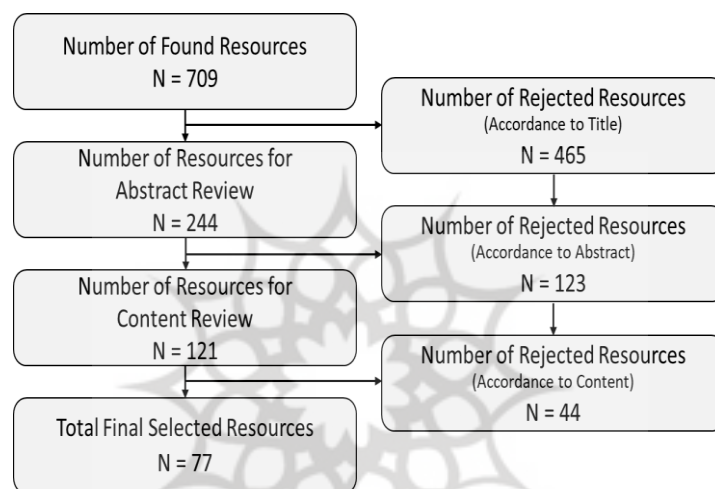 Number of Found Resources
N = 709
Number of Rejected Resources
(Accordance to Title)
N = 465
Number of Resources for
Abstract Review
N = 244
Number of Rejected Resources
(Accordance to Abstract)
N = 123
Number of Resources for
Content Review
N = 121
Number of Rejected Resources
(Accordance to Content)
N = 44
Total Final Selected Resources
N = 77